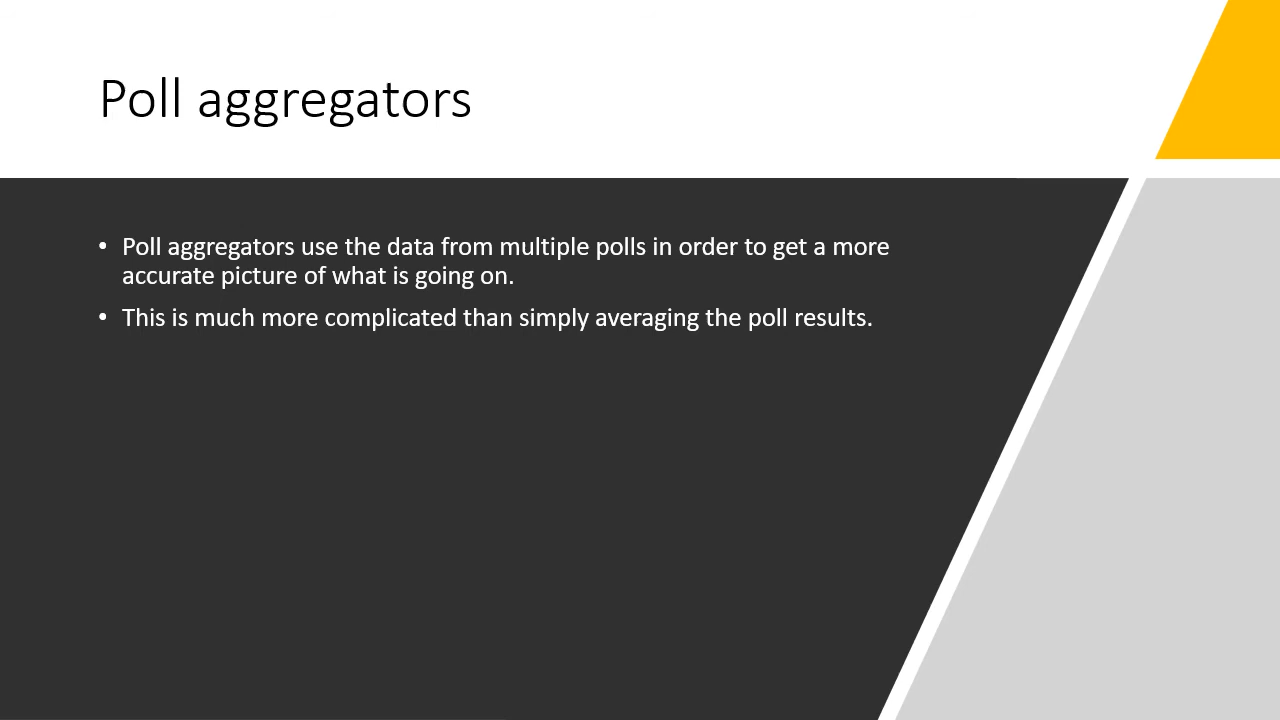 Poll aggregators
• Poll aggregators use the data from multiple polls in order to get a more
accurate picture of what is going on.
• This is much more complicated than simply averaging the poll results.